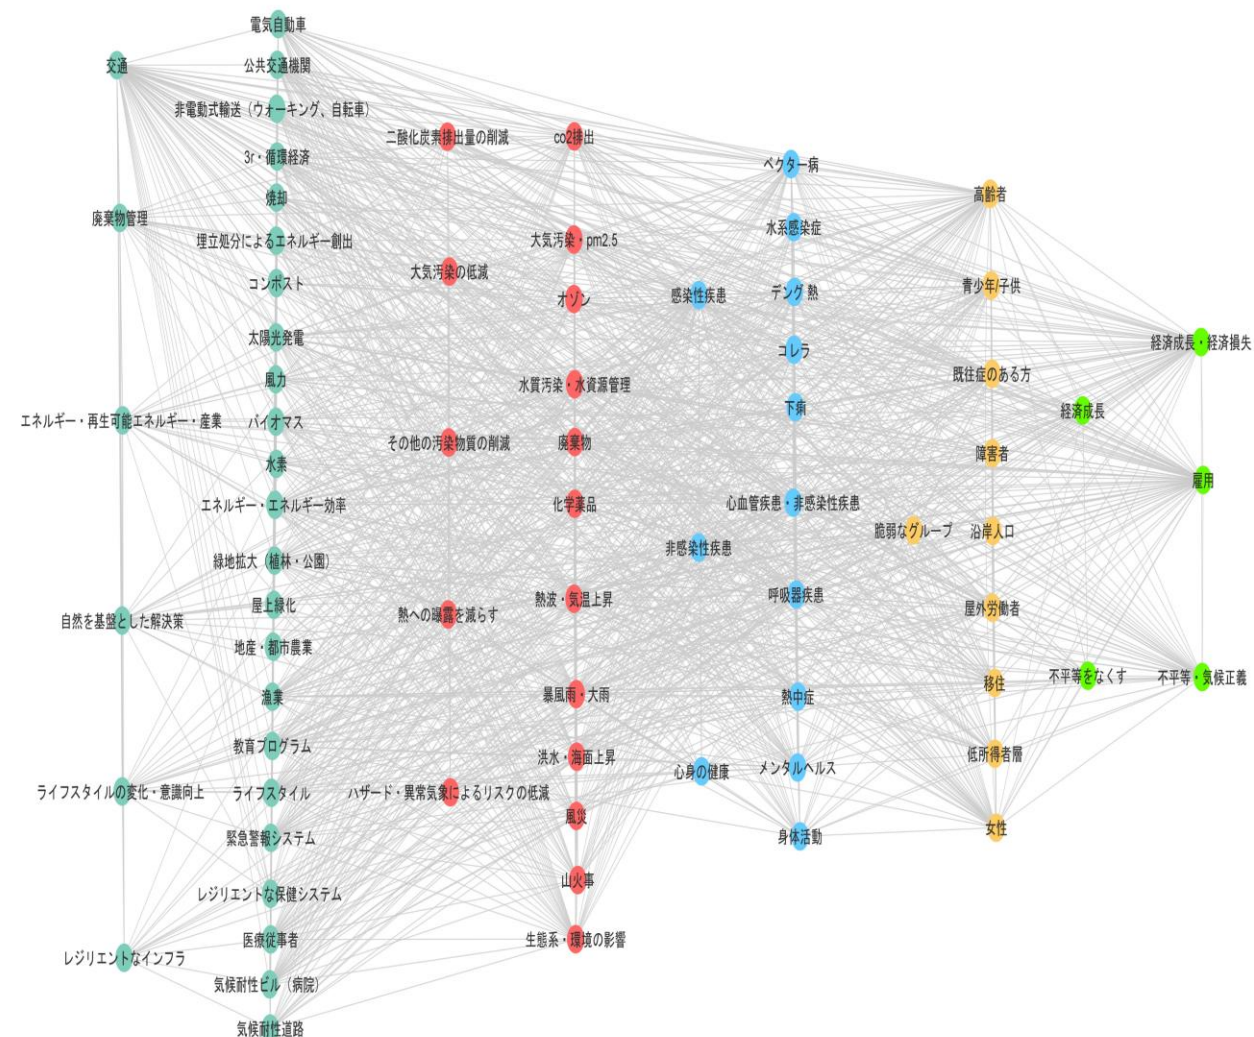 交通
廃棄物管理
エネルギー・再生可能エネルギー・産業
自然を基盤とした解決策
ライフスタイルの変化・意識向上
レジリエントなインフラ
電気自動車
公共交通機関
非電動式輸送（ウォーキング、自転車）
3r・循環経済
焼却
埋立処分によるエネルギー創出
コンポスト
太陽光発電
風力
バイオマス
水素
エネルギー・エネルギー効率
緑地拡大（植林・公園）
屋上緑化
地産・都市農業
漁業
教育プログラム
ライフスタイル
緊急警報システム
レジリエントな保健システム
医療従事者
気候耐性ビル（病院）
気候耐性道路
二酸化炭素排出量の削減
大気汚染の低減
その他の汚染物質の削減
熱への曝露を減らす
ハザード・異常気象によるリスクの低減
co2排出
大気汚染・pm2.5
オゾン
水質汚染・水資源管理
廃棄物
化学薬品
熱波・気温上昇
暴風雨・大雨
洪水・海面上昇
風災
山火事
生態系・環境の影響
感染性疾患
非感染性疾患
心身の健康
ベクター病
水系感染症
デング 熱
コレラ
下痢
心血管疾患・非感染性疾患
呼吸器疾患
熱中症
メンタルヘルス
身体活動
脆弱なグループ
高齢者
青少年/子供
既往症のある方
障害者
沿岸人口
屋外労働者
移住
低所得者層
女性
経済成長
不平等をなくす
経済成長・経済損失
雇用
不平等・気候正義